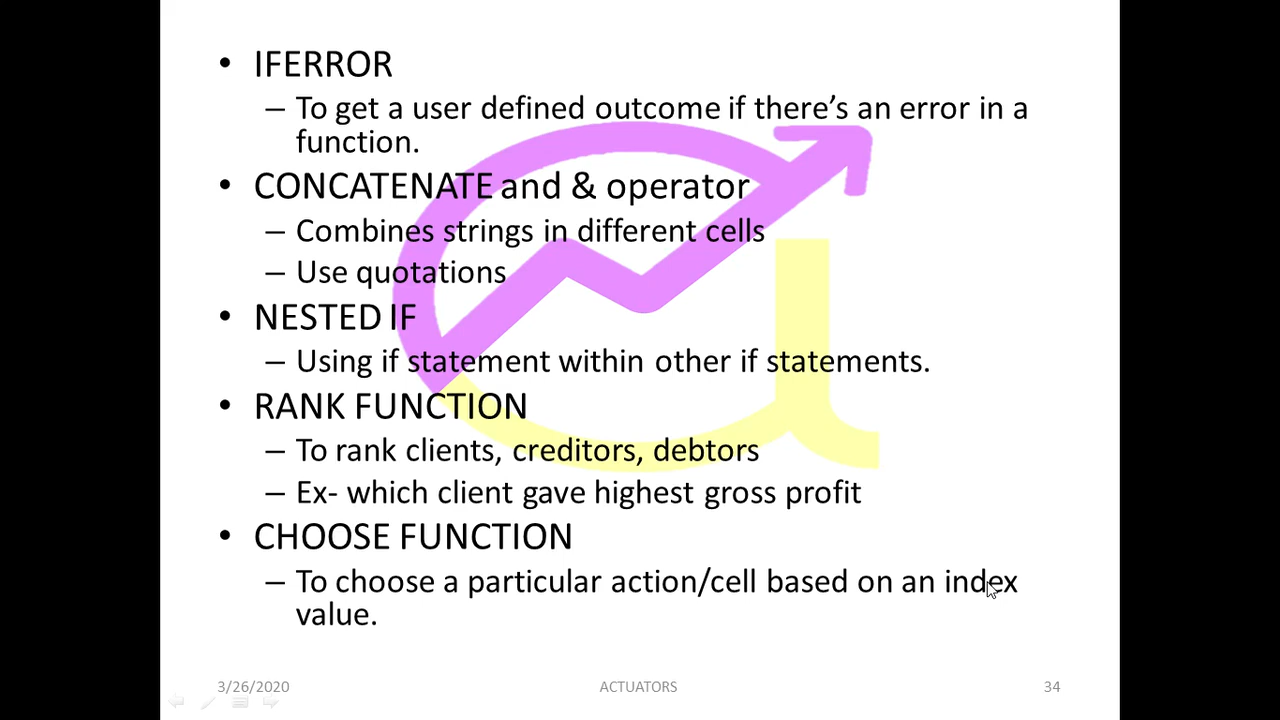 • IFERROR
– To get a user defined outcome if there’s an error in a
function.
• CONCATENATE and & operator
– Combines strings in different cells
– Use quotations
• NESTED IF
– Using if statement within other if statements.
• RANK FUNCTION
– To rank clients, creditors, debtors
– Ex- which client gave highest gross profit
• CHOOSE FUNCTION
– To choose a particular action/cell based on an index
value.
3/26/2020 ACTUATORS 34